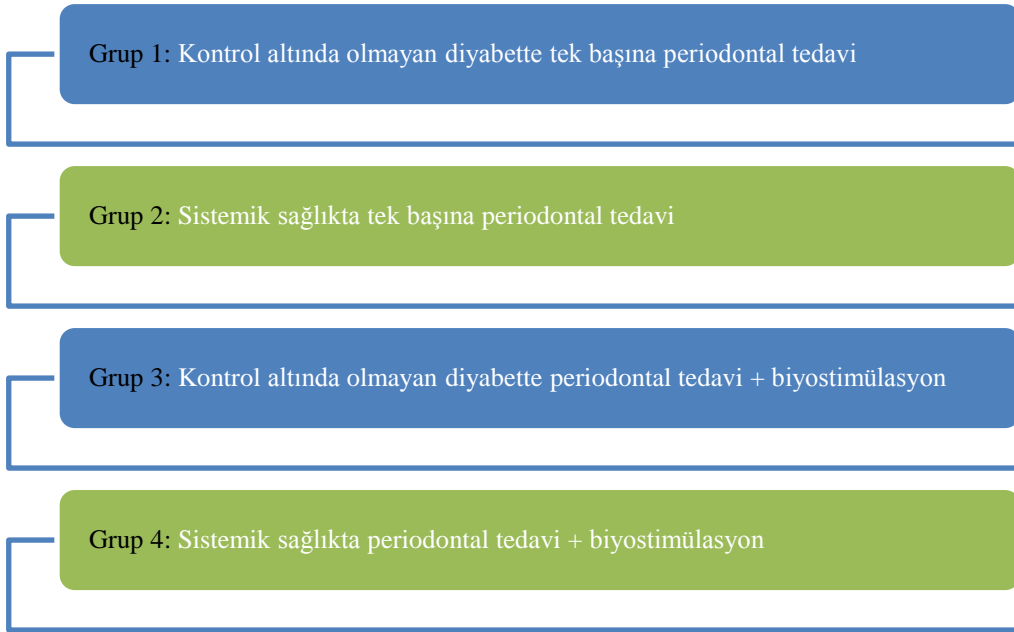 Grup 1: Kontrol altında olmayan diyabette tek başına periodontal tedavi
Grup 2: Sistemik sağlıkta tek başına periodontal tedavi
Grup 3: Kontrol altında olmayan diyabette periodontal tedavi + biyostimülasyon
Grup 4: Sistemik sağlıkta periodontal tedavi + biyostimülasyon